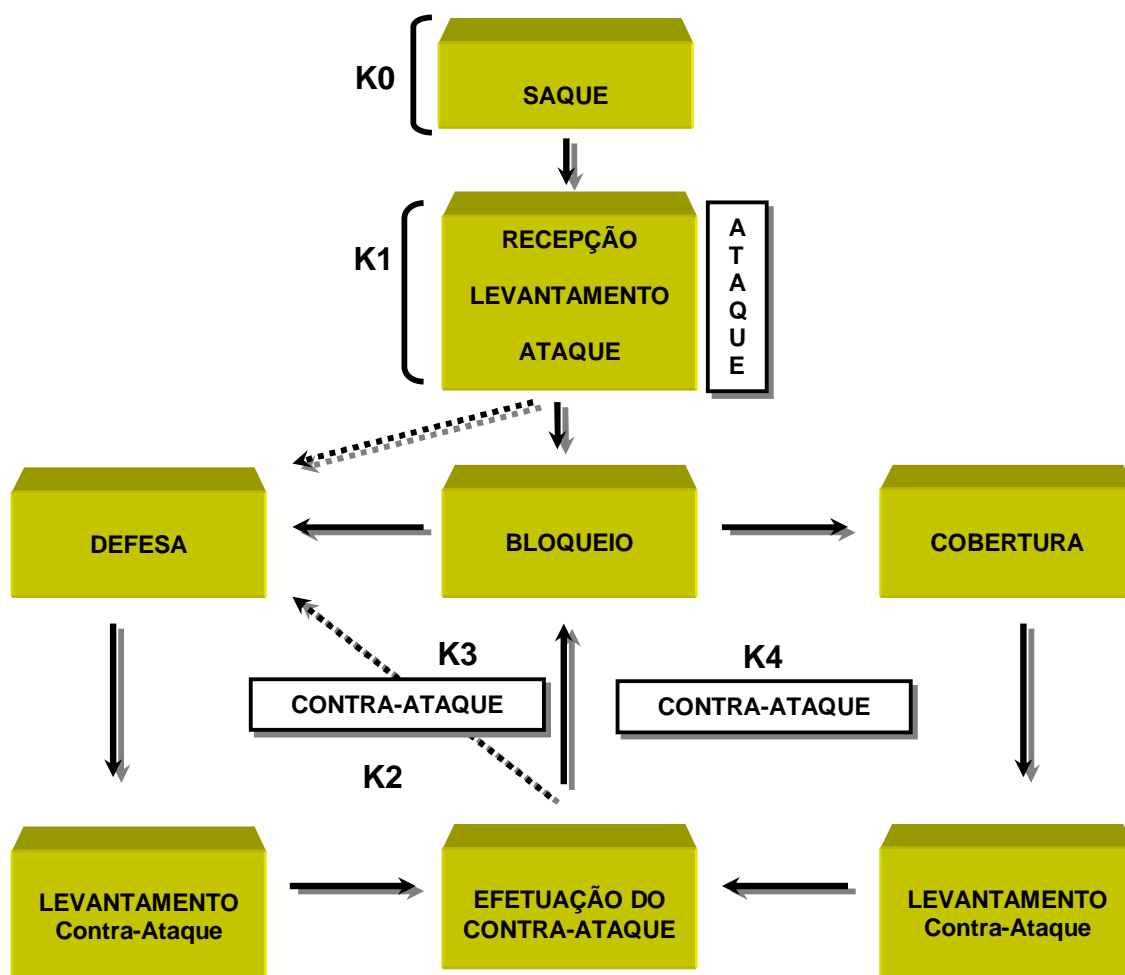 K0
SAQUE
K1
RECEPÇÃO
LEVANTAMENTO
ATAQUE
ATAQUE
DEFESA
BLOQUEIO
COBERTURA
K3
CONTRA-ATAQUE
K2
K4
CONTRA-ATAQUE
LEVANTAMENTO
Contra-Ataque
EFETUAÇÃO DO
CONTRA-ATAQUE
LEVANTAMENTO
Contra-Ataque